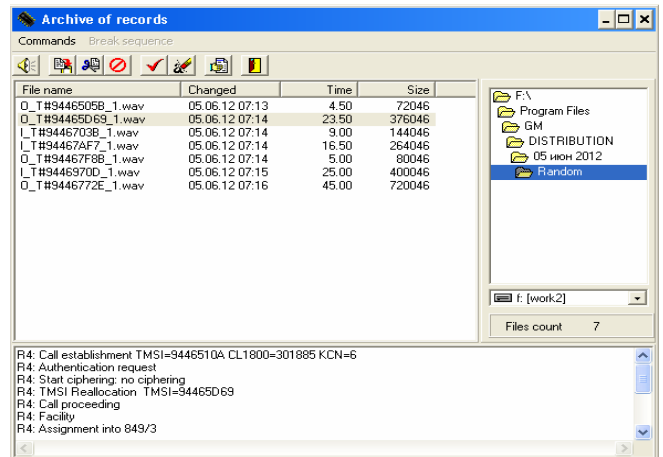 Archive of records
Commands Break sequence
File name Changed Time Size
O_T#9446505B_1.wav 05.06.12 07:13 4.50 72046
O_T#94465D69_1.wav 05.06.12 07:14 23.50 376046
I_T#9446703B_1.wav 05.06.12 07:14 9.00 144046
I_T#94467AF7_1.wav 05.06.12 07:14 16.50 264046
O_T#94467F8B_1.wav 05.06.12 07:14 5.00 80046
I_T#9446970D_1.wav 05.06.12 07:15 25.00 400046
O_T#9446772E_1.wav 05.06.12 07:16 45.00 720046
F:\
Program Files
GM
DISTRIBUTION
05 июн 2012
Random
f: [work2]
Files count 7
R4: Call establishment TMSI=9446510A CL1800=301885 KCN=6
R4: Authentication request
R4: Start ciphering: no ciphering
R4: TMSI Reallocation TMSI=94465D69
R4: Call proceeding
R4: Facility
R4: Assignment into 849/3